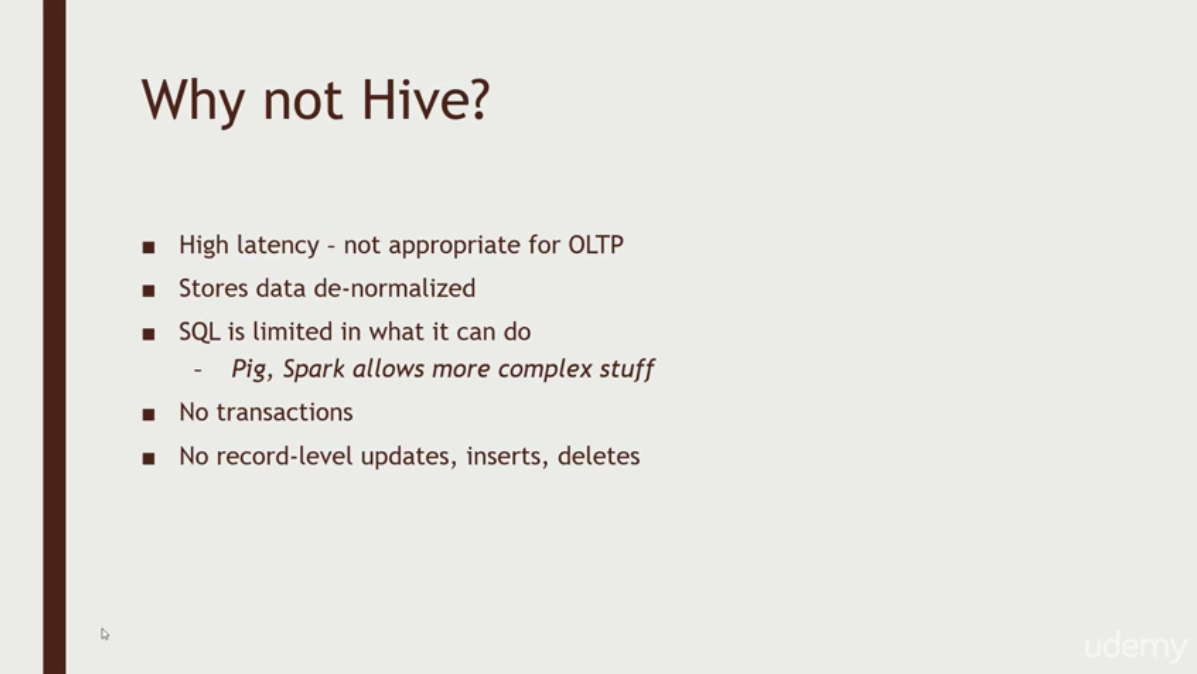 Why not Hive?
■ High latency – not appropriate for OLTP
■ Stores data de-normalized
■ SQL is limited in what it can do
– Pig, Spark allows more complex stuff
■ No transactions
■ No record-level updates, inserts, deletes
udemy